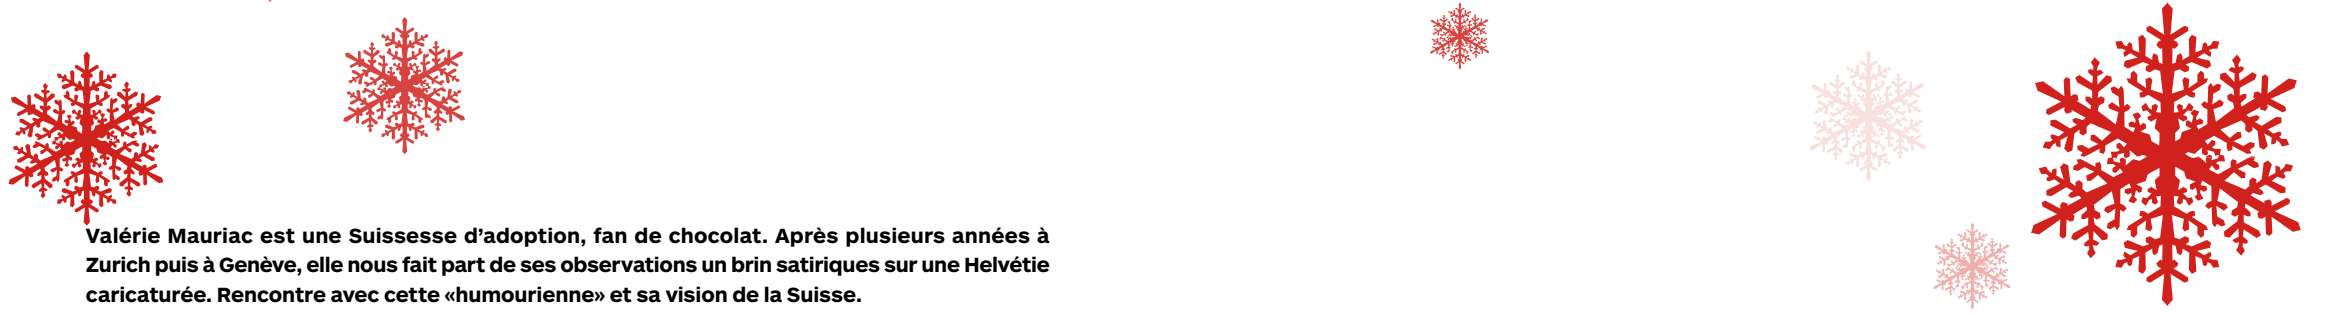 Valérie Mauriac est une Suissesse d’adoption, fan de chocolat. Après plusieurs années à
Zurich puis à Genève, elle nous fait part de ses observations un brin satiriques sur une Helvétie
caricaturée. Rencontre avec cette «humourienne» et sa vision de la Suisse.